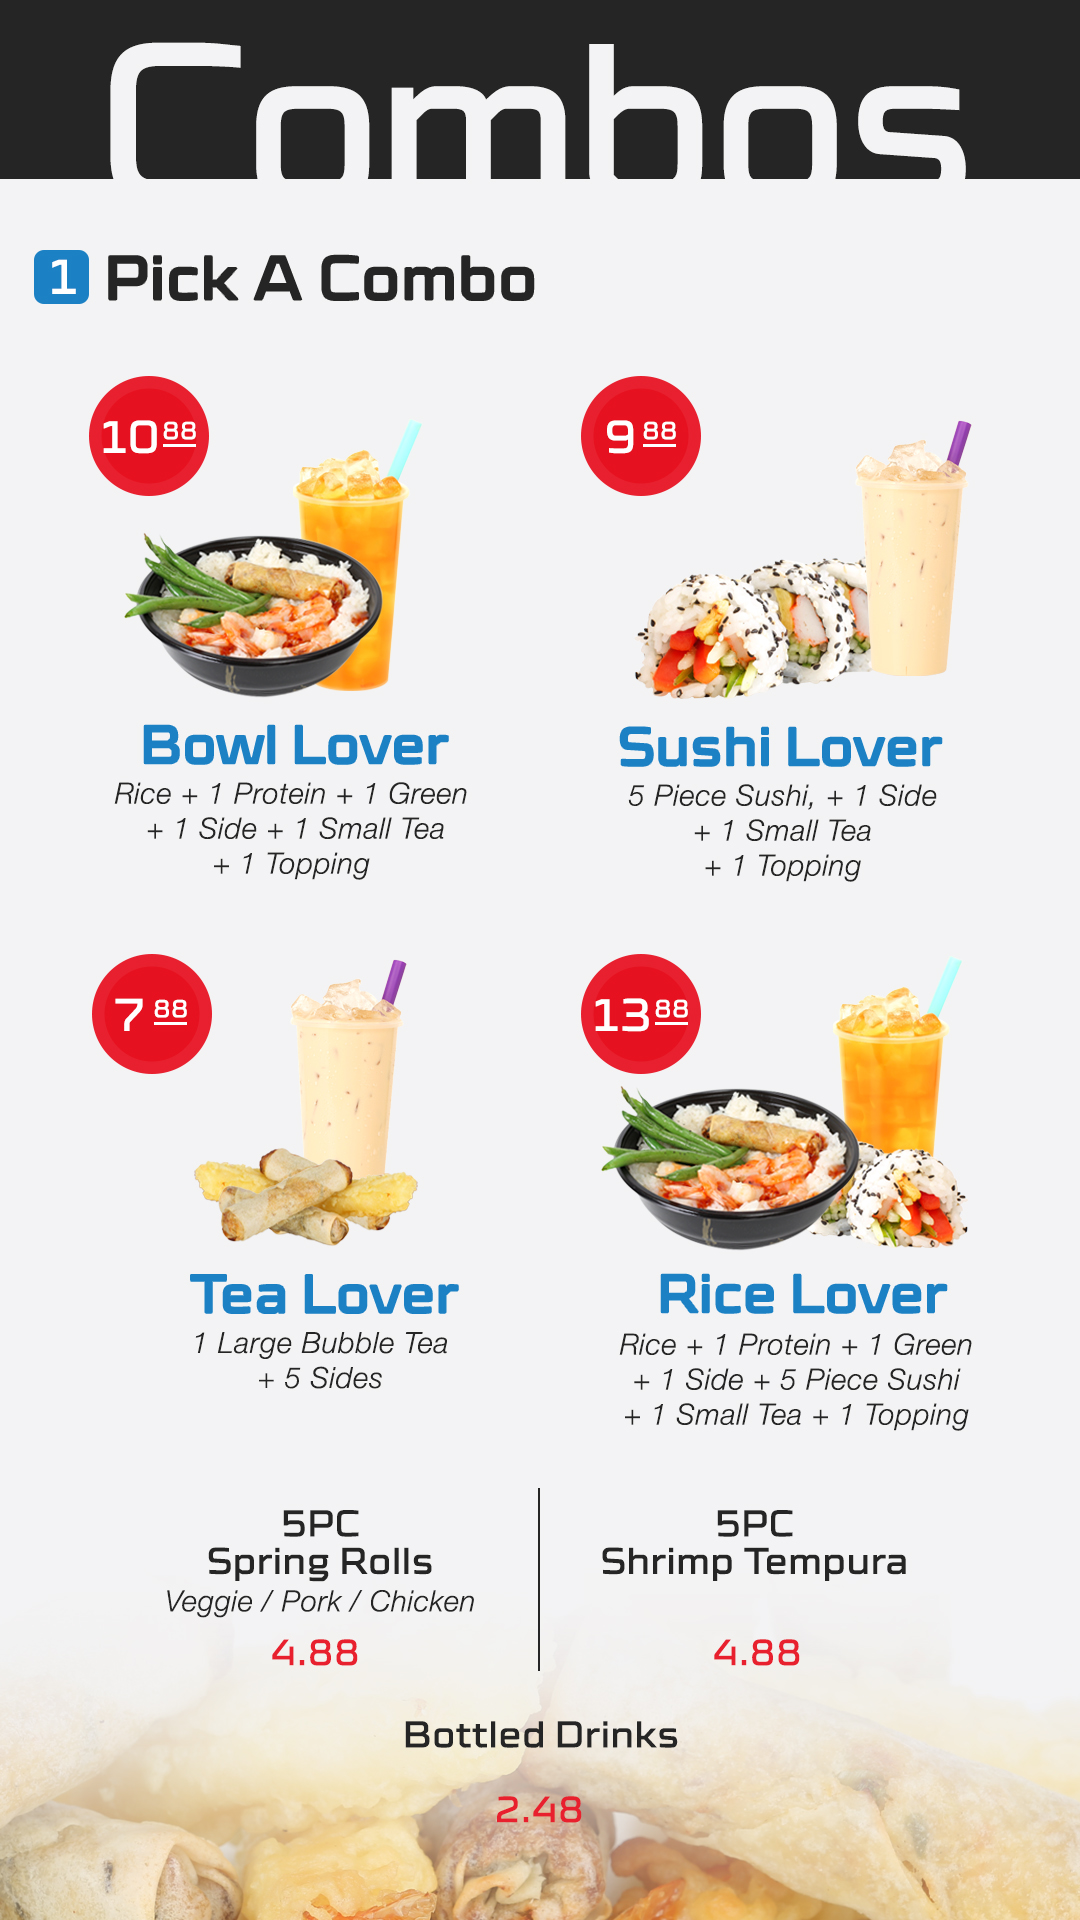 Combos
1 Pick A Combo
10 88
9 88
Bowl Lover
Rice + 1 Protein + 1 Green
+ 1 Side + 1 Small Tea
+ 1 Topping
Sushi Lover
5 Piece Sushi, + 1 Side
+ 1 Small Tea
+ 1 Topping
7 88
13 88
Tea Lover
1 Large Bubble Tea
+ 5 Sides
Rice Lover
Rice + 1 Protein + 1 Green
+ 1 Side + 5 Piece Sushi
+ 1 Small Tea + 1 Topping
5PC
Spring Rolls
Veggie / Pork / Chicken
4.88
5PC
Shrimp Tempura
4.88
Bottled Drinks
2.48